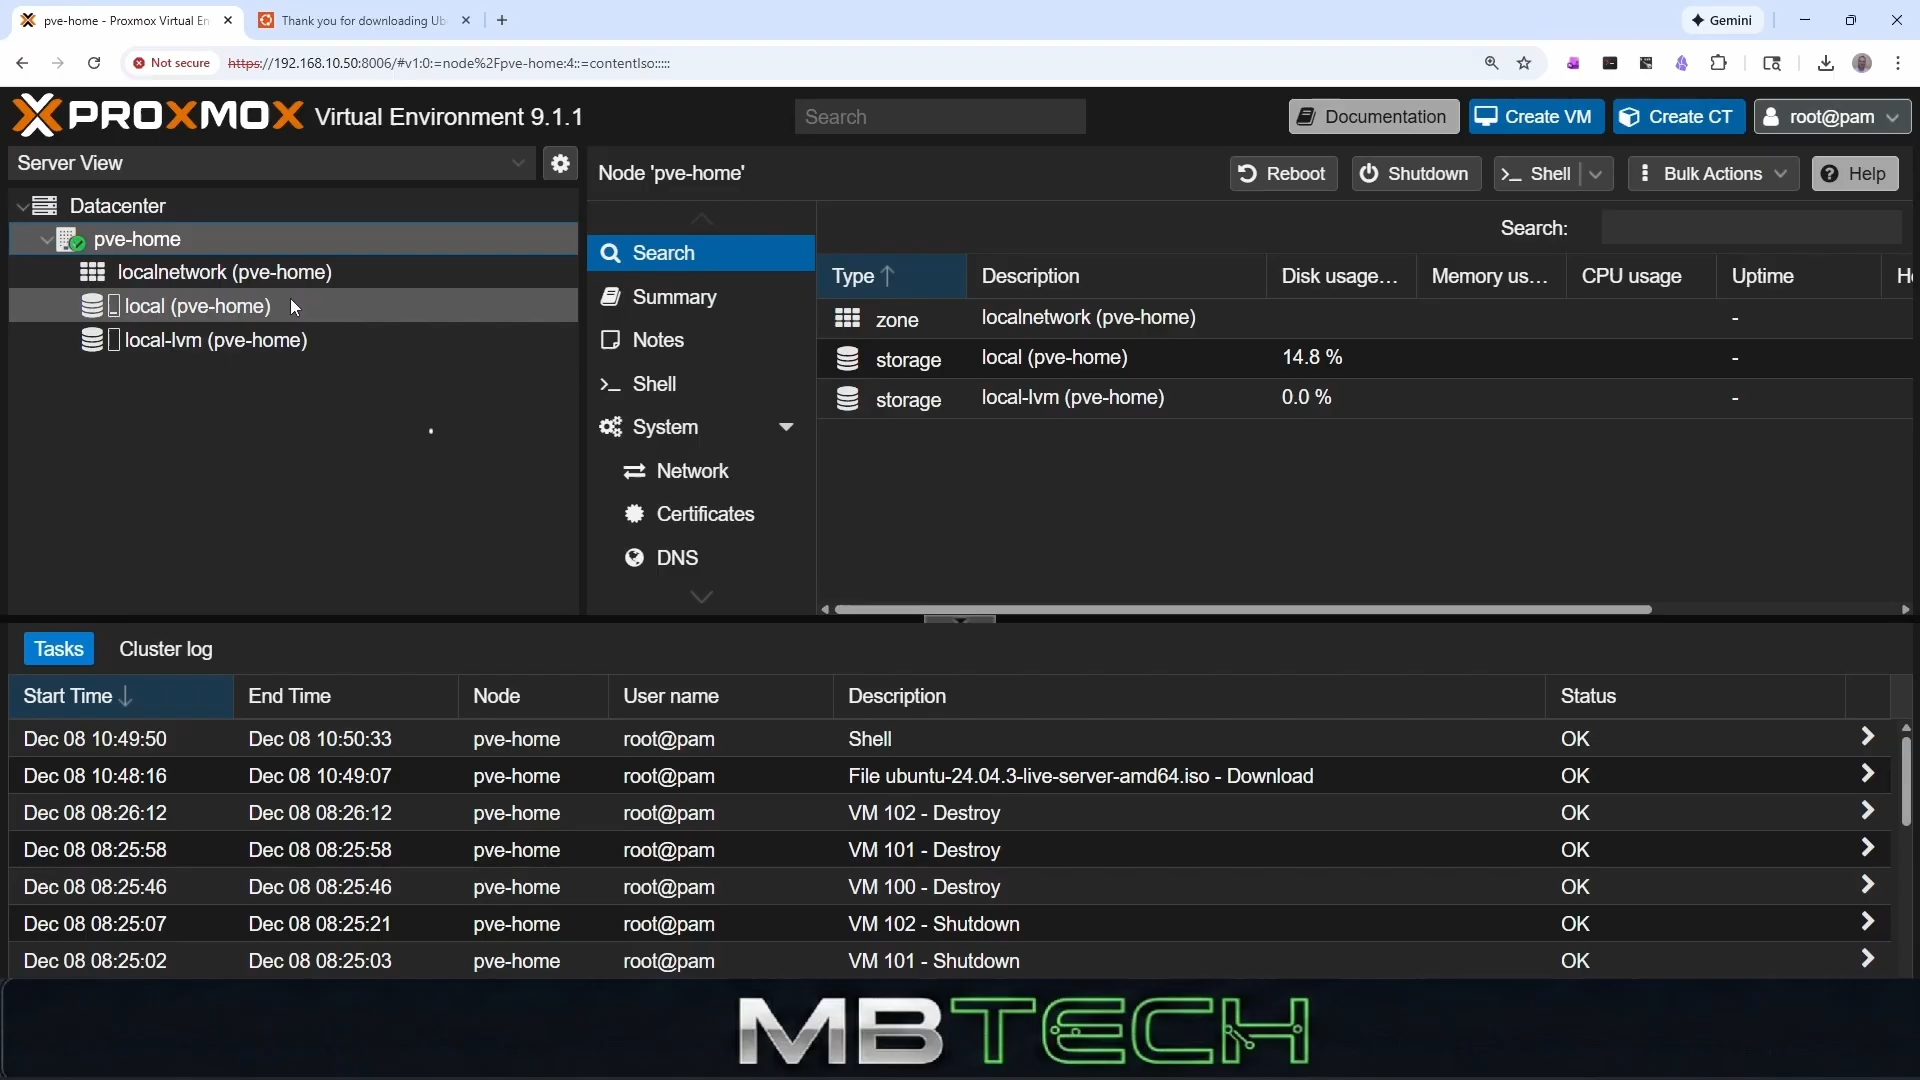 pve-home - Proxmox Virtual En
Thank you for downloading Ub
Gemini
Not secure
https://192.168.10.50:8006/#v1:0:=node%2Fpve-home:4::=contentIso:::::
PROXMOX Virtual Environment 9.1.1
Search
Documentation
Create VM
Create CT
root@pam
Server View
Node 'pve-home'
Reboot
Shutdown
Shell
Bulk Actions
Help
Datacenter
pve-home
localnetwork (pve-home)
local (pve-home)
local-lvm (pve-home)
Search
Summary
Notes
Shell
System
Network
Certificates
DNS
Search:
Type Description Disk usage... Memory us... CPU usage Uptime
zone localnetwork (pve-home) -
storage local (pve-home) 14.8 % -
storage local-lvm (pve-home) 0.0 % -
Tasks Cluster log
Start Time End Time Node User name Description Status
Dec 08 10:49:50 Dec 08 10:50:33 pve-home root@pam Shell OK
Dec 08 10:48:16 Dec 08 10:49:07 pve-home root@pam File ubuntu-24.04.3-live-server-amd64.iso - Download OK
Dec 08 08:26:12 Dec 08 08:26:12 pve-home root@pam VM 102 - Destroy OK
Dec 08 08:25:58 Dec 08 08:25:58 pve-home root@pam VM 101 - Destroy OK
Dec 08 08:25:46 Dec 08 08:25:46 pve-home root@pam VM 100 - Destroy OK
Dec 08 08:25:07 Dec 08 08:25:21 pve-home root@pam VM 102 - Shutdown OK
Dec 08 08:25:02 Dec 08 08:25:03 pve-home root@pam VM 101 - Shutdown OK
MBTECH